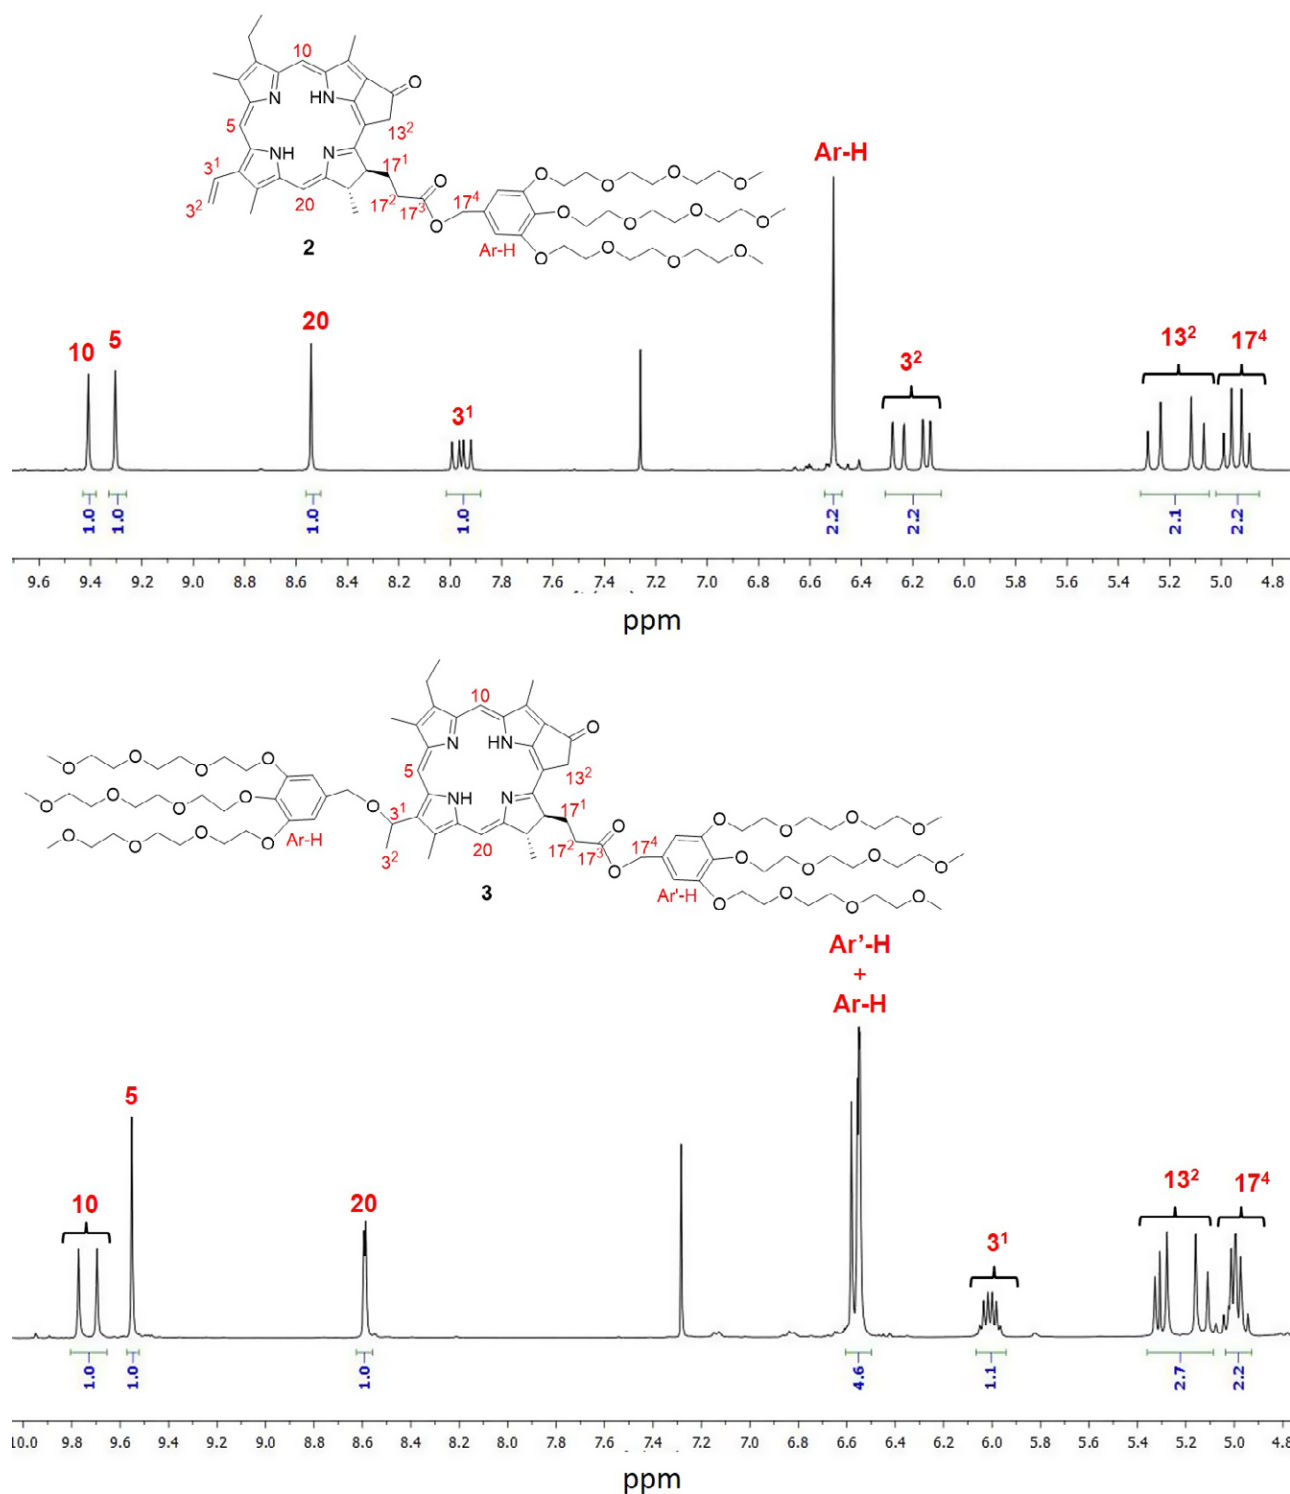 10
O
N
HN
5
13²
NH
N
3¹
17¹
3²
20
17²
O
17³
O
17⁴
Ar-H
O
O
O
O
O
O
O
O
O
O
O
O
2
Ar-H
10
5
20
3¹
3²
13²
17⁴
1.0
1.0
1.0
1.0
2.2
2.2
2.1
2.2
9.6 9.4 9.2 9.0 8.8 8.6 8.4 8.2 8.0 7.8 7.6 7.4 7.2 7.0 6.8 6.6 6.4 6.2 6.0 5.8 5.6 5.4 5.2 5.0 4.8
ppm
10
O
N
HN
5
13²
NH
N
3¹
17¹
3²
20
17²
O
17³
O
17⁴
O
O
O
O
O
O
O
O
O
O
O
O
O
Ar-H
Ar'-H
O
O
O
O
O
O
O
O
O
O
O
O
3
Ar’-H
+
Ar-H
5
10
20
3¹
13²
17⁴
1.0
1.0
1.0
4.6
1.1
2.7
2.2
10.0 9.8 9.6 9.4 9.2 9.0 8.8 8.6 8.4 8.2 8.0 7.8 7.6 7.4 7.2 7.0 6.8 6.6 6.4 6.2 6.0 5.8 5.6 5.4 5.2 5.0 4.8
ppm